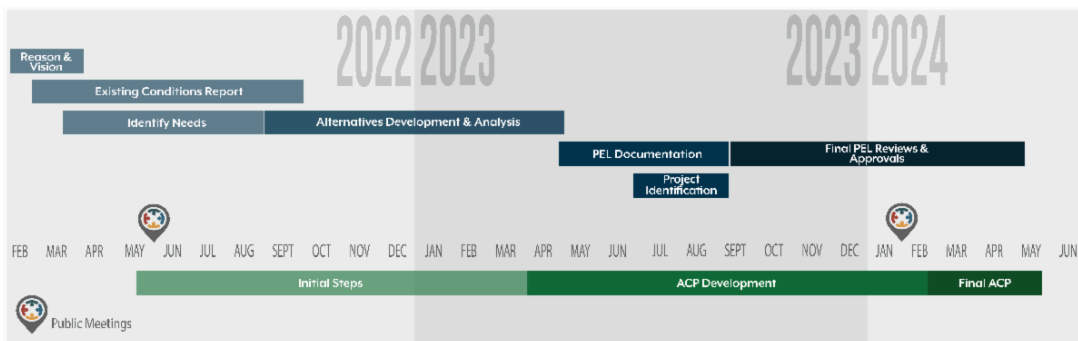 2022 2023
2023 2024
Reason &
Vision
Existing Conditions Report
Identify Needs
Alternatives Development & Analysis
PEL Documentation
Final PEL Reviews &
Approvals
Project
Identification
FEB MAR APR MAY JUN JUL AUG SEPT OCT NOV DEC JAN FEB MAR APR MAY JUN JUL AUG SEPT OCT NOV DEC JAN FEB MAR APR MAY JUN
Initial Steps
ACP Development
Final ACP
Public Meetings